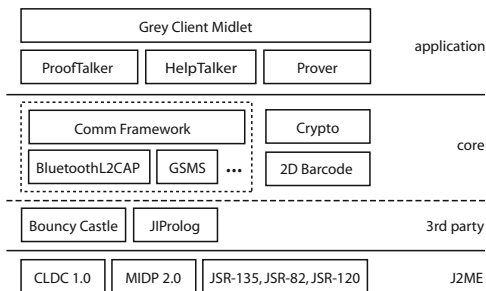 Grey Client Midlet
application
ProofTalker HelpTalker Prover
Comm Framework Crypto
core
BluetoothL2CAP GSMS ... 2D Barcode
Bouncy Castle JIProlog 3rd party
CLDC 1.0 MIDP 2.0 JSR-135, JSR-82, JSR-120 J2ME